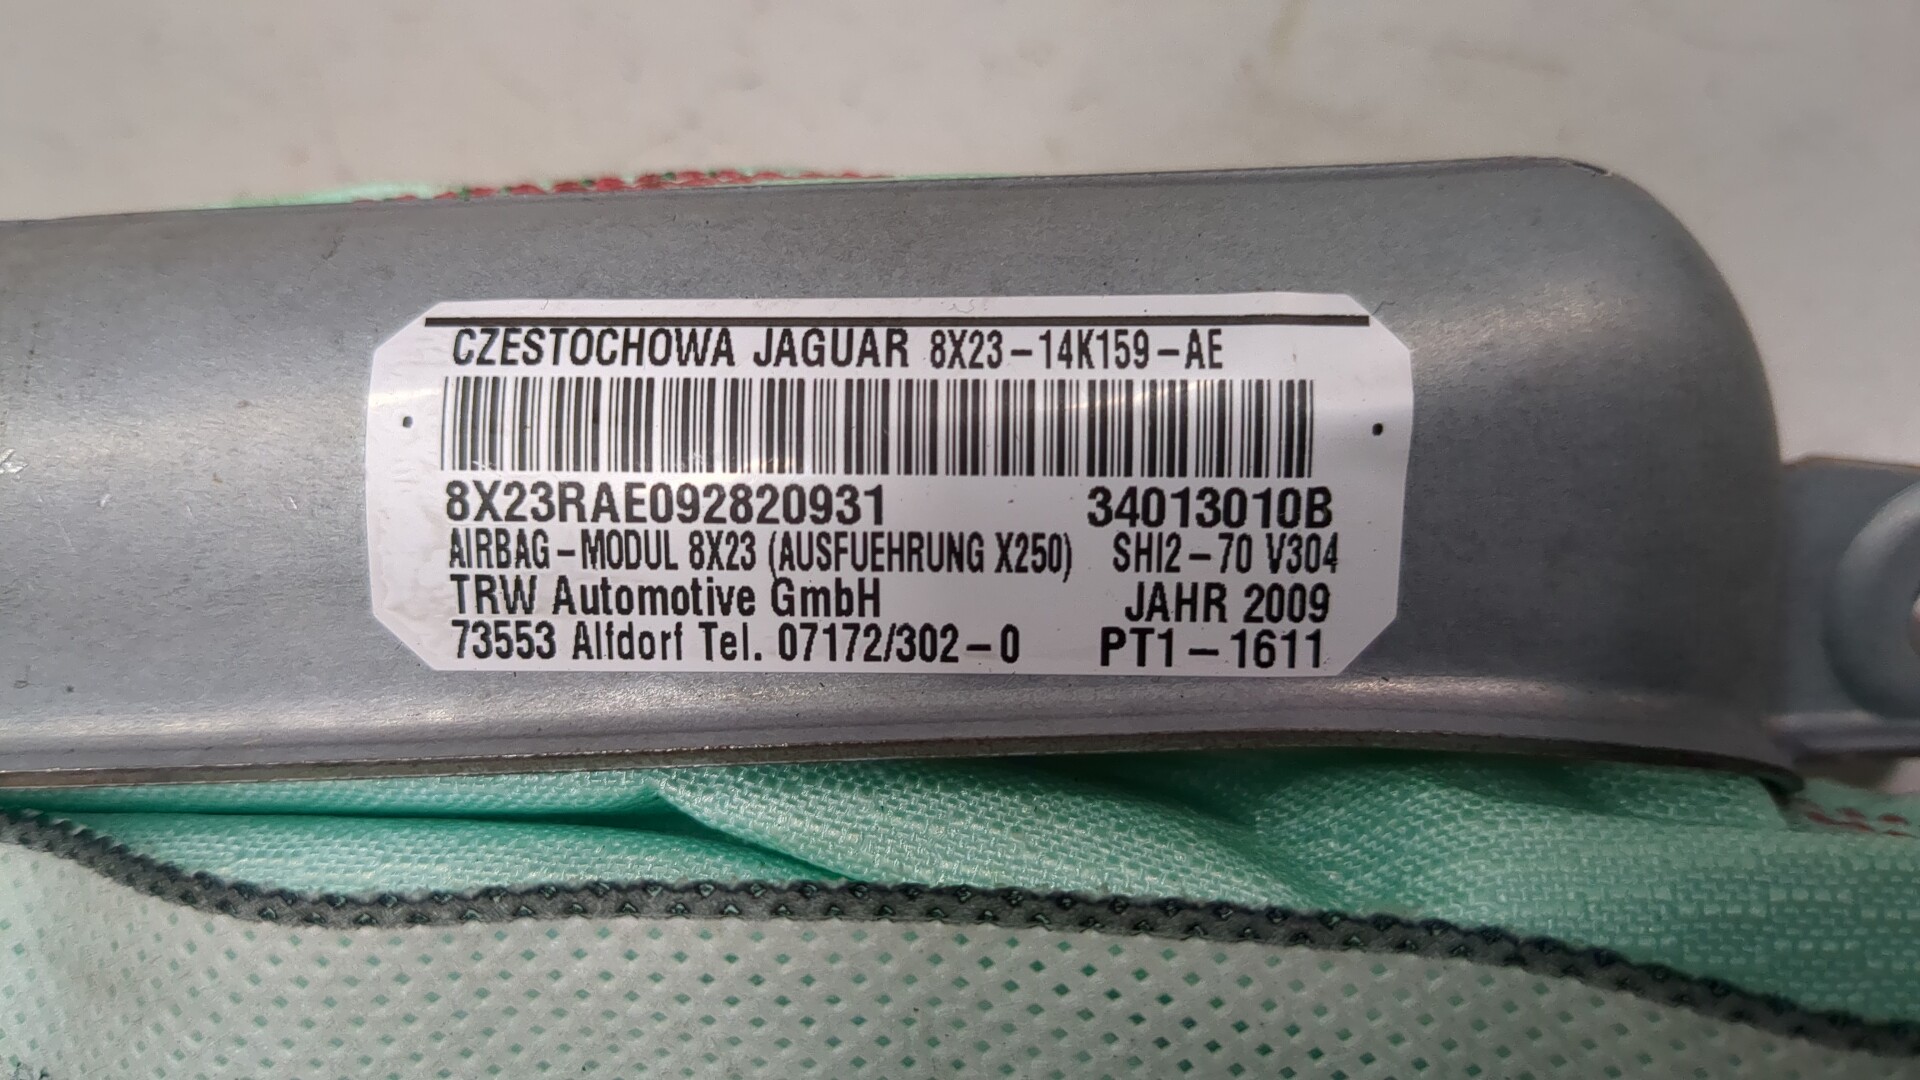 CZESTOCHOWA JAGUAR 8X23-14K159-AE
8X23RAE092820931 34013010B
AIRBAG-MODUL 8X23 (AUSFUEHRUNG X250) SHI2-70 V304
TRW Automotive GmbH JAHR 2009
73553 Alfdorf Tel. 07172/302-0 PT1-1611